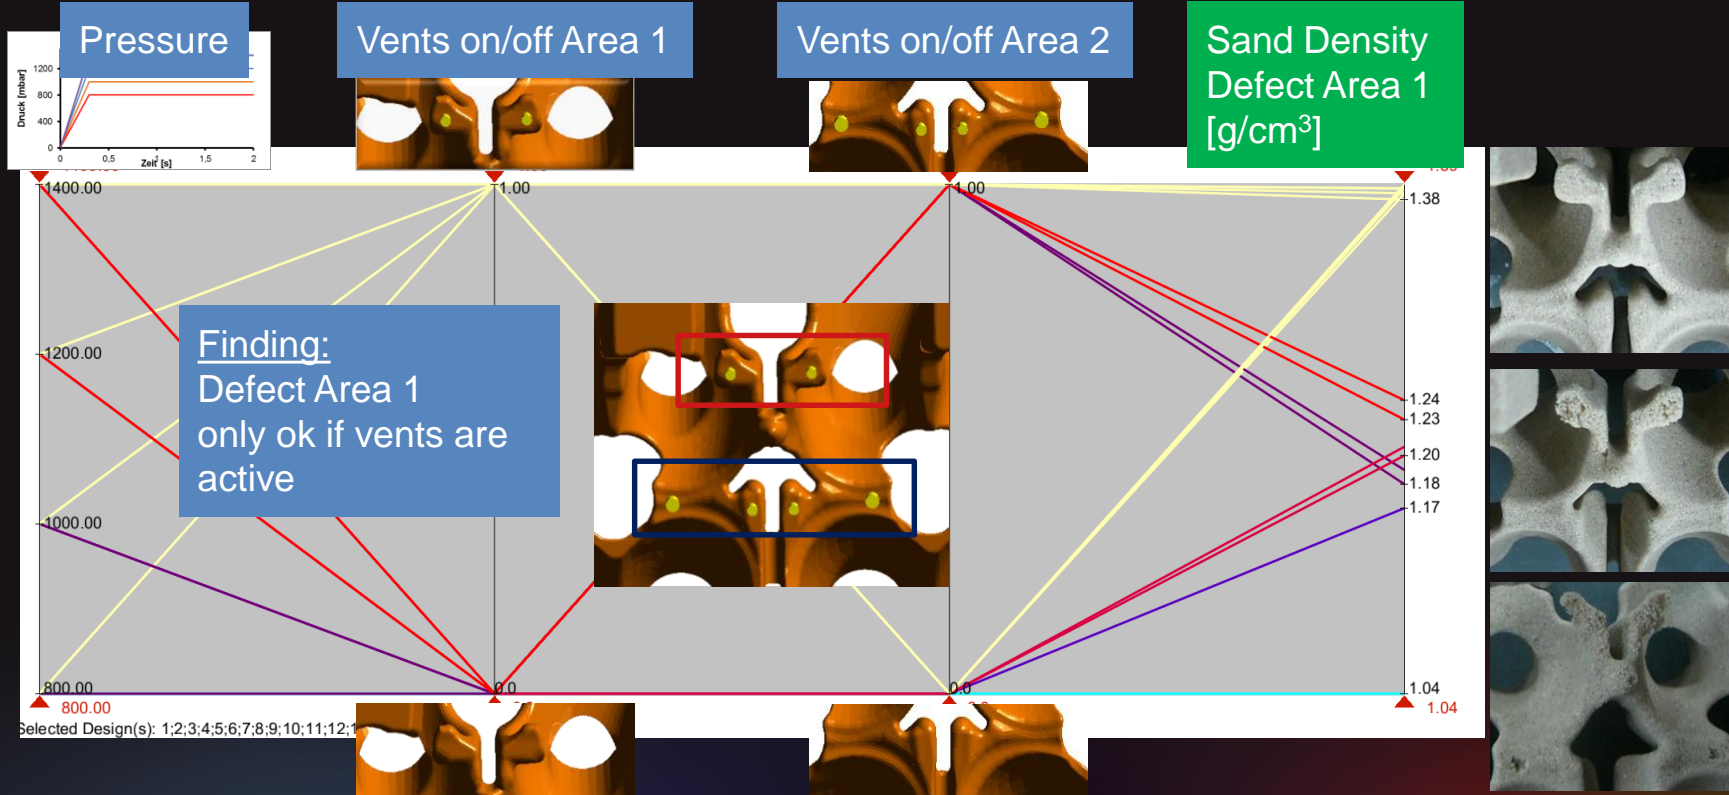 Pressure
Vents on/off Area 1
Vents on/off Area 2
Sand Density
Defect Area 1
[g/cm³]
Druck [mbar]
1200
800
400
0
0
0,5
1
1,5
2
Zeit [s]
1400.00
1.00
1.00
1.38
1200.00
Finding:
Defect Area 1
only ok if vents are
active
1.24
1.23
1.20
1.18
1.17
1000.00
800.00
0.0
0.0
1.04
800.00
1.04
Selected Design(s): 1;2;3;4;5;6;7;8;9;10;11;12;1